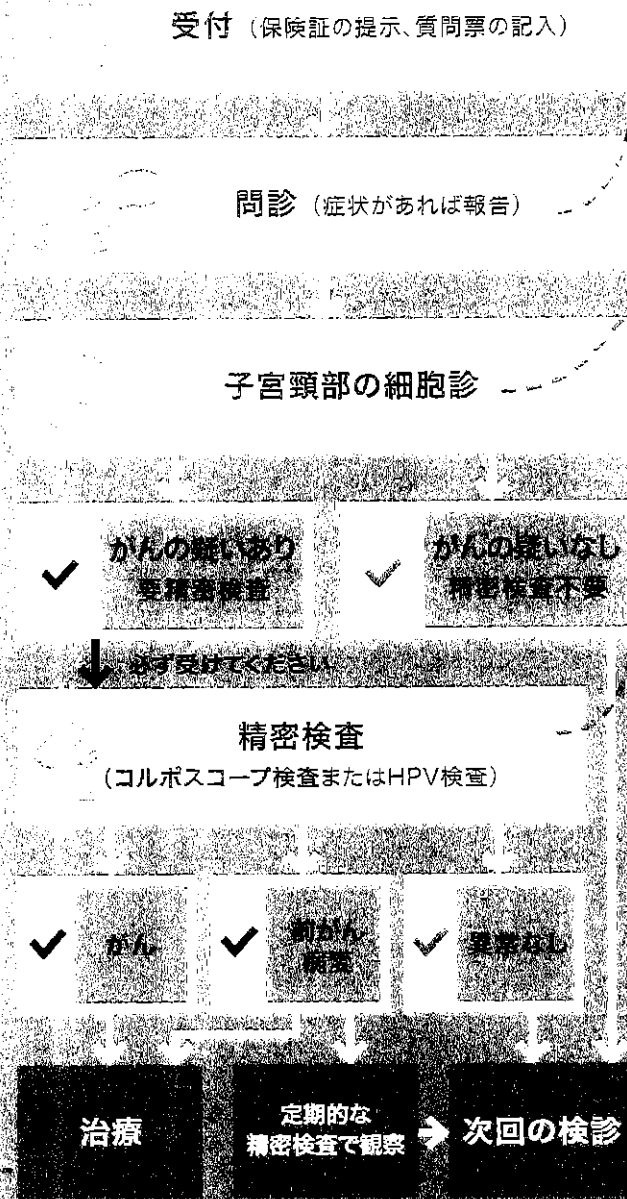 受付（保険証の提示、質問票の記入）
問診（症状があれば報告）
子宮頸部の細胞診
がんの疑いあり
要精密検査
がんの疑いなし
精密検査不要
必ず受けてください
精密検査
（コルポスコープ検査またはHPV検査）
がん
前がん
病変
異常なし
治療
定期的な
精密検査で観察
次回の検診